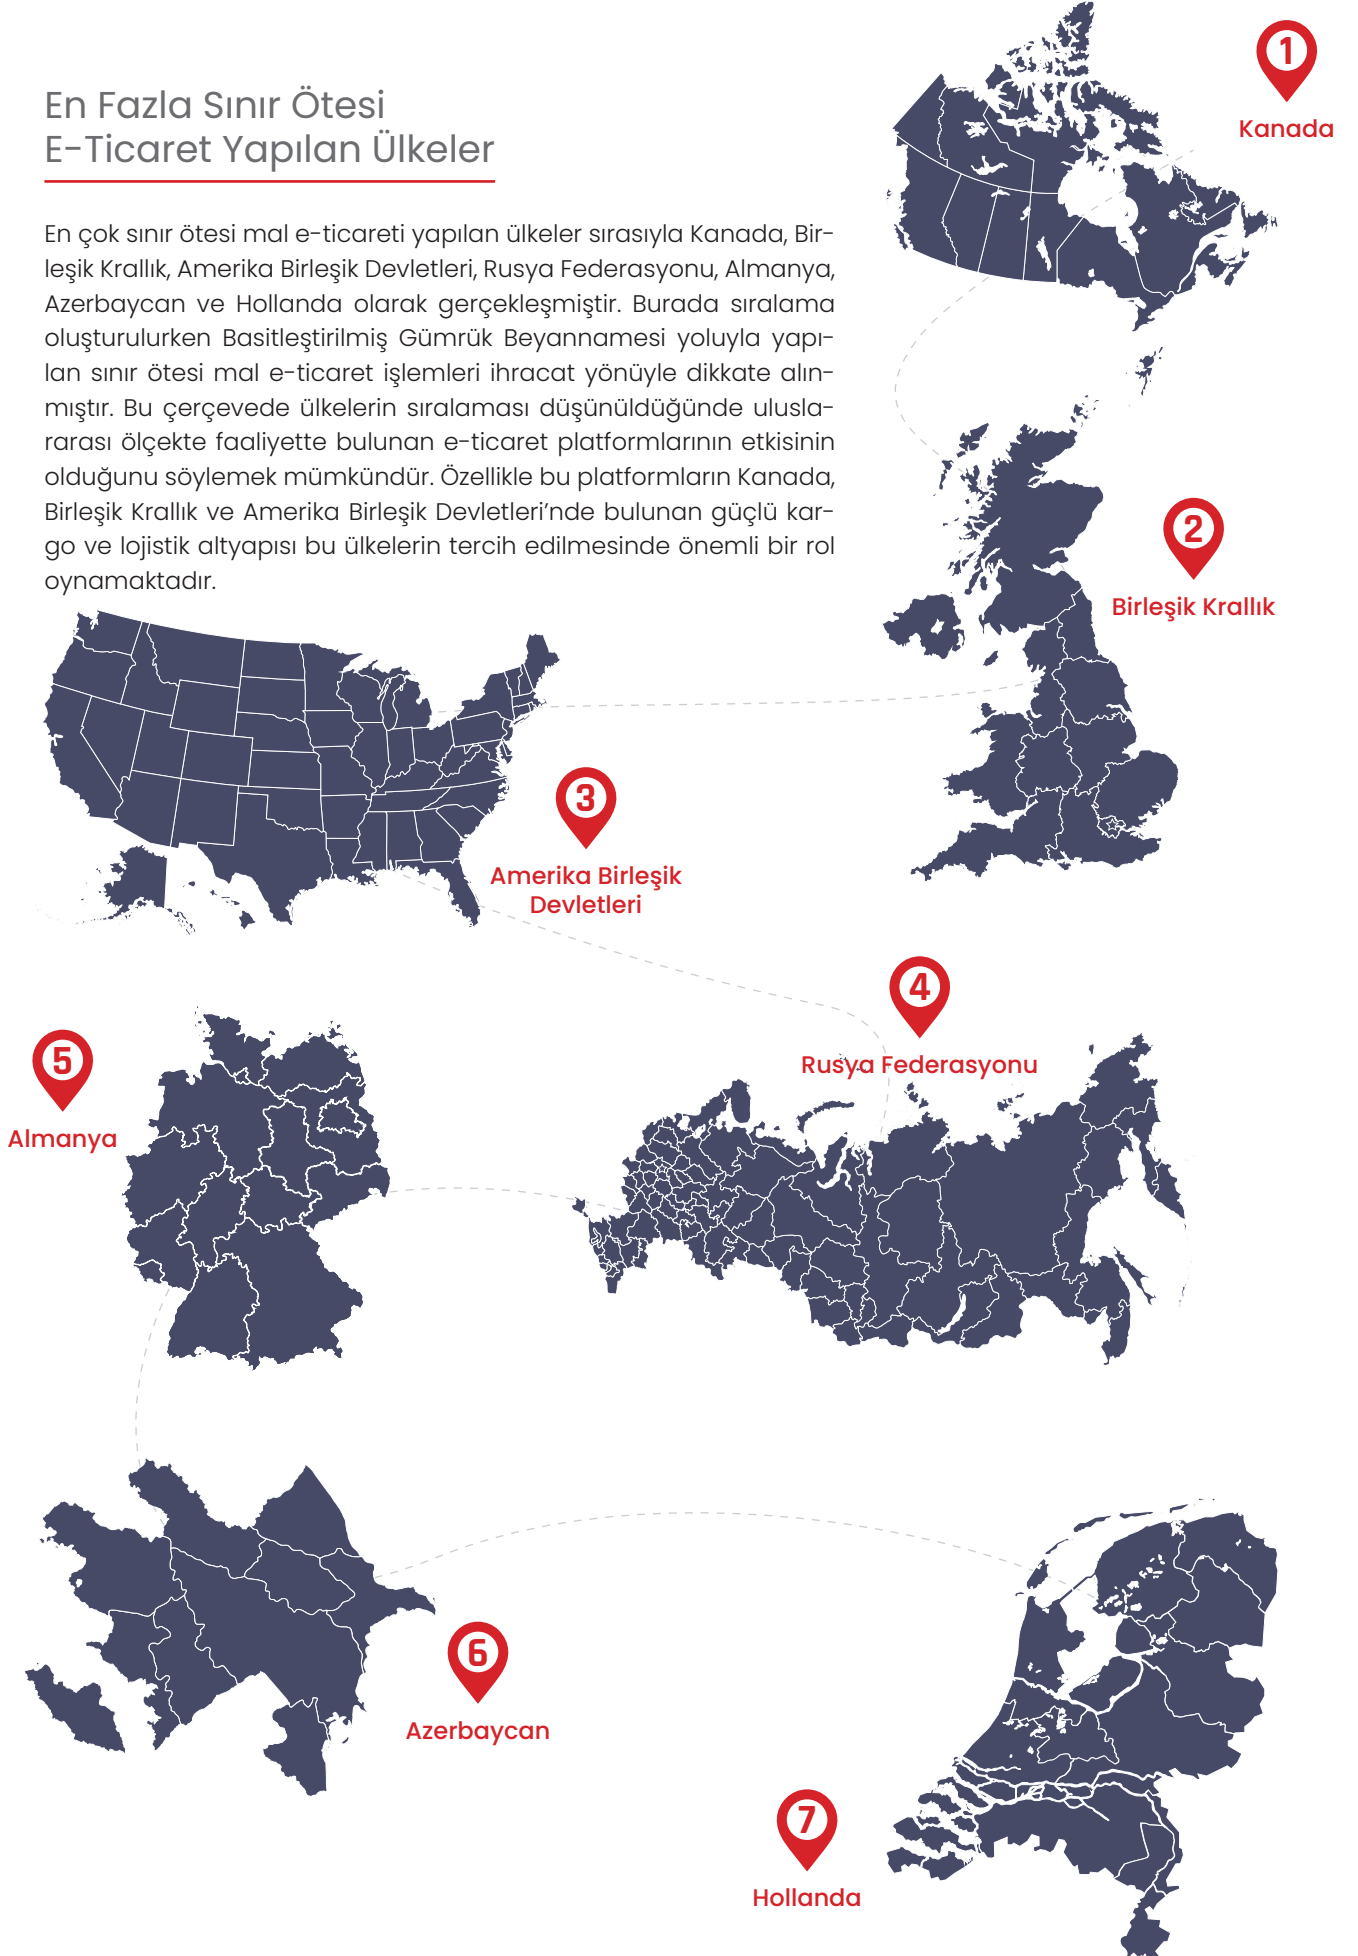 En Fazla Sınır Ötesi
E-Ticaret Yapılan Ülkeler
En çok sınır ötesi mal e-ticareti yapılan ülkeler sırasıyla Kanada, Bir-
leşik Krallık, Amerika Birleşik Devletleri, Rusya Federasyonu, Almanya,
Azerbaycan ve Hollanda olarak gerçekleşmiştir. Burada sıralama
oluşturulurken Basitleştirilmiş Gümrük Beyannamesi yoluyla yapı-
lan sınır ötesi mal e-ticaret işlemleri ihracat yönüyle dikkate alın-
mıştır. Bu çerçevede ülkelerin sıralaması düşünüldüğünde ulusla-
rarası ölçekte faaliyette bulunan e-ticaret platformlarının etkisinin
olduğunu söylemek mümkündür. Özellikle bu platformların Kanada,
Birleşik Krallık ve Amerika Birleşik Devletleri’nde bulunan güçlü kar-
go ve lojistik altyapısı bu ülkelerin tercih edilmesinde önemli bir rol
oynamaktadır.
1
Kanada
2
Birleşik Krallık
3
Amerika Birleşik
Devletleri
4
Rusya Federasyonu
5
Almanya
6
Azerbaycan
7
Hollanda